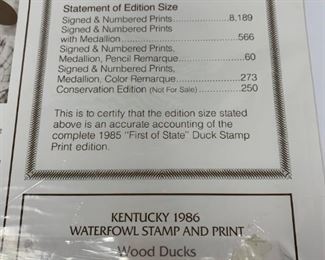 Statement of Edition Size
Signed & Numbered Prints..............8,189
Signed & Numbered Prints
with Medallion..............................566
Signed & Numbered Prints,
Medallion, Pencil Remarque..............60
Signed & Numbered Prints,
Medallion, Color Remarque..............273
Conservation Edition (Not For Sale)..........250
This is to certify that the edition size stated
above is an accurate accounting of the
complete 1985 "First of State" Duck Stamp
Print edition.
KENTUCKY 1986
WATERFOWL STAMP AND PRINT
Wood Ducks